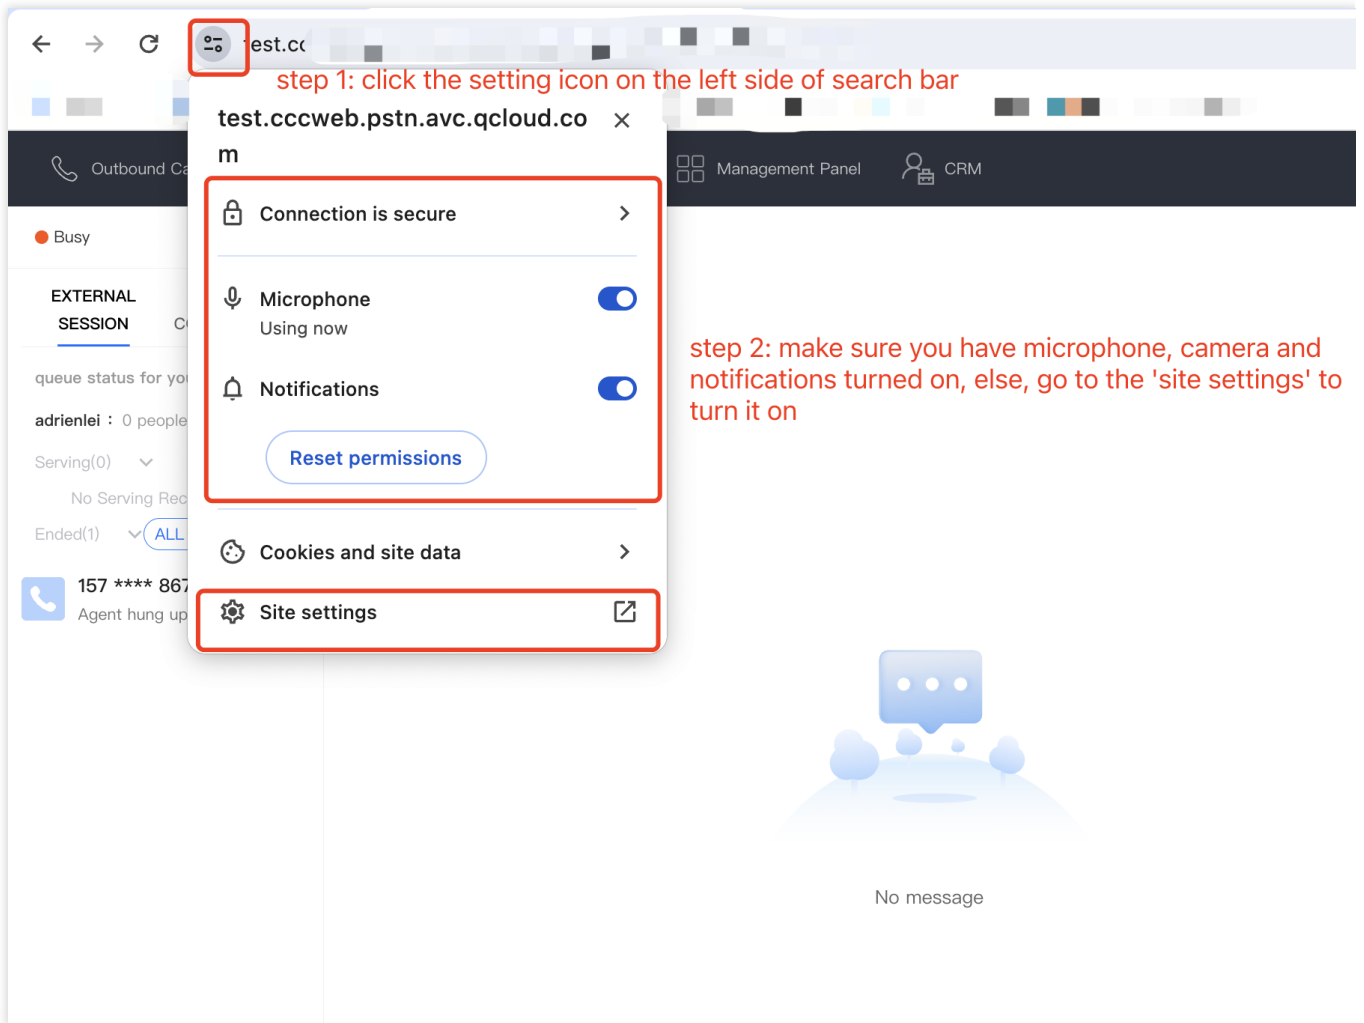 test.cc
step 1: click the setting icon on the left side of search bar
test.cccweb.pstn.avc.qcloud.co
m
Outbound Ca
Management Panel
CRM
Connection is secure
Busy
Microphone
Using now
EXTERNAL
SESSION
step 2: make sure you have microphone, camera and
notifications turned on, else, go to the 'site settings' to
turn it on
queue status for you
Notifications
adrienlei : 0 people
Reset permissions
Serving(0)
No Serving Rec
Ended(1)
ALL
Cookies and site data
157 **** 867
Agent hung up
Site settings
No message